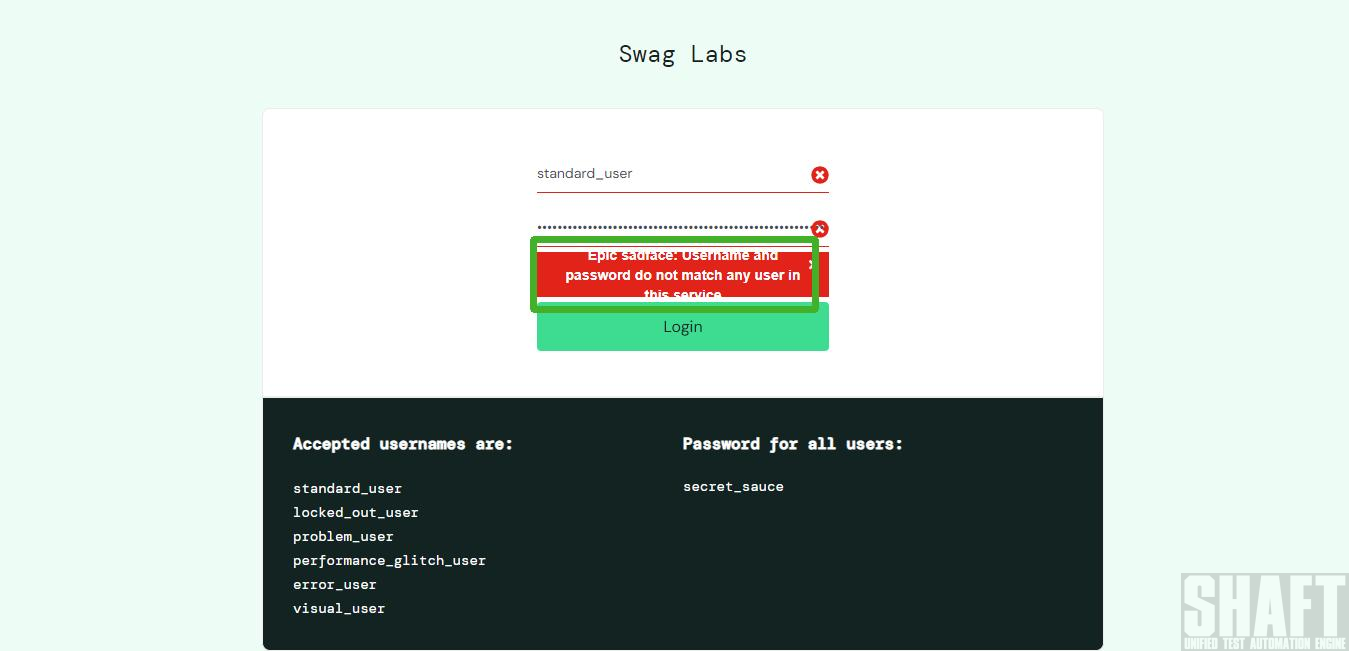 Swag Labs
standard_user
••••••••••••••••••••••••••••••••••••••••••••••••••••••••
Epic sadface: Username and
password do not match any user in
this service
Login
Accepted usernames are:
standard_user
locked_out_user
problem_user
performance_glitch_user
error_user
visual_user
Password for all users:
secret_sauce
SHAFT
UNIFIED TEST AUTOMATION ENGINE